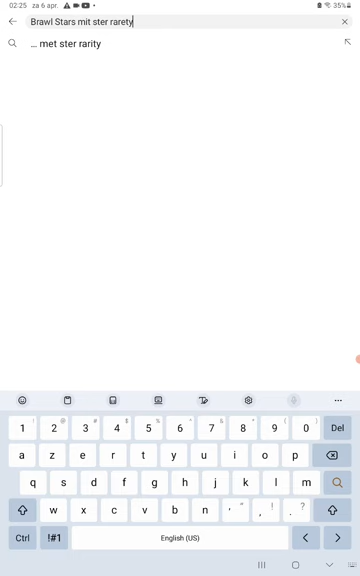 02:25 za 6 apr. 35%
Brawl Stars mit ster rarety
... met ster rarity
1 ! 2 @ 3 # 4 $ 5 % 6 ^ 7 & 8 * 9 ( 0 ) Del
a z e r t y u i o p
q s d f g h j k l m
w x c v b n ' " , ! . ?
Ctrl !#1 English (US) < >